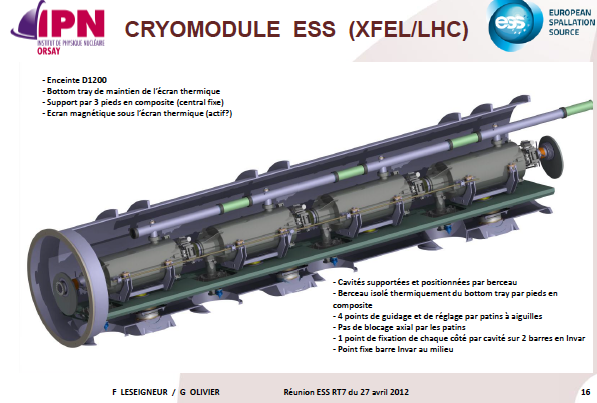 IPN
INSTITUT DE PHYSIQUE NUCLÉAIRE
ORSAY
CRYOMODULE ESS (XFEL/LHC)
ess
EUROPEAN
SPALLATION
SOURCE
- Enceinte D1200
- Bottom tray de maintien de l'écran thermique
- Support par 3 pieds en composite (central fixe)
- Ecran magnétique sous l'écran thermique (actif?)
- Cavités supportées et positionnées par berceau
- Berceau isolé thermiquement du bottom tray par pieds en
composite
- 4 points de guidage et de réglage par patins à aiguilles
- Pas de blocage axial par les patins
- 1 point de fixation de chaque côté par cavité sur 2 barres en Invar
- Point fixe barre Invar au milieu
F LESEIGNEUR / G OLIVIER
Réunion ESS RT7 du 27 avril 2012
16